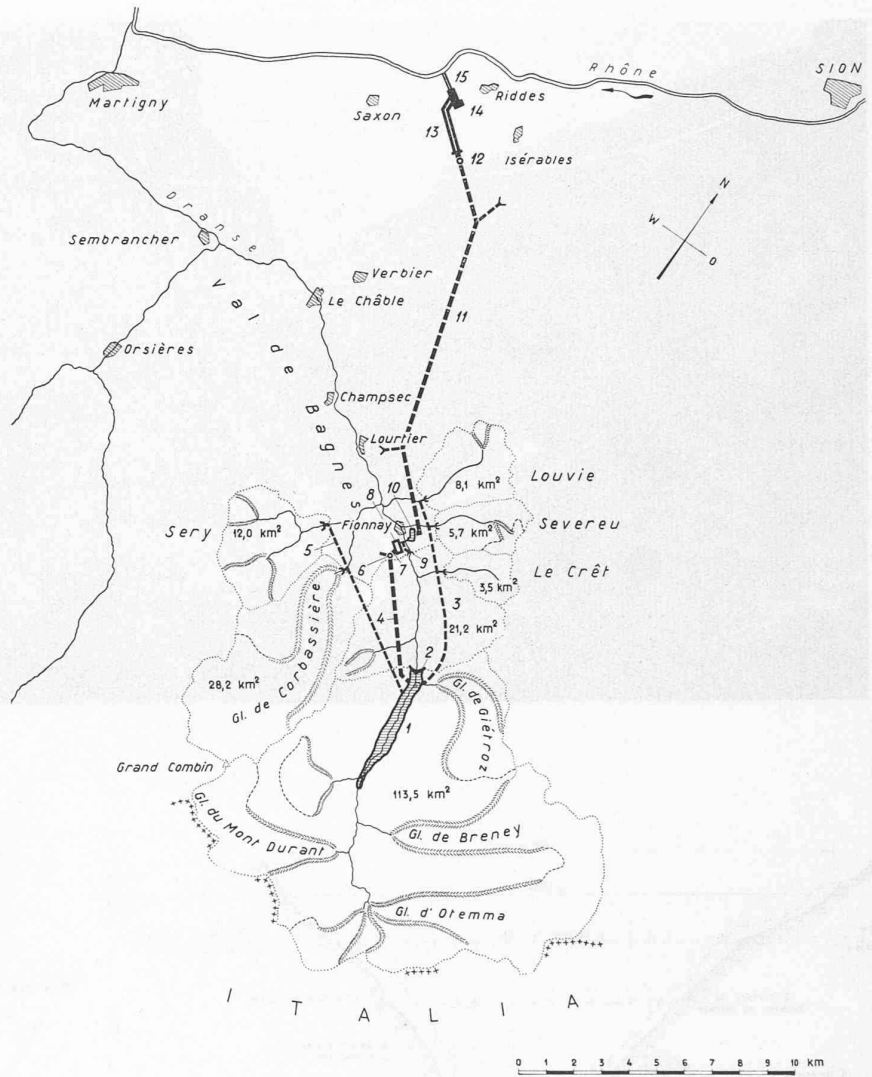 Rhône
SION
Martigny
15
Riddes
14
Saxon
13
12
Isérables
N
W
O
Dranse
Sembrancher
Verbier
Le Châble
Val de Bagnes
11
Orsières
Champsec
Lourtier
8,1 km²
Louvie
8
10
Sery
12,0 km²
Fionnay
5,7 km²
Severeu
5
6
7
9
3,5 km²
Le Crêt
4
3
21,2 km²
2
28,2 km²
Gl. de Corbassière
Gl. de Giétroz
1
Grand Combin
113,5 km²
Gl. du Mont Durant
Gl. de Breney
Gl. d'Otemma
ITALIA
0 1 2 3 4 5 6 7 8 9 10 km